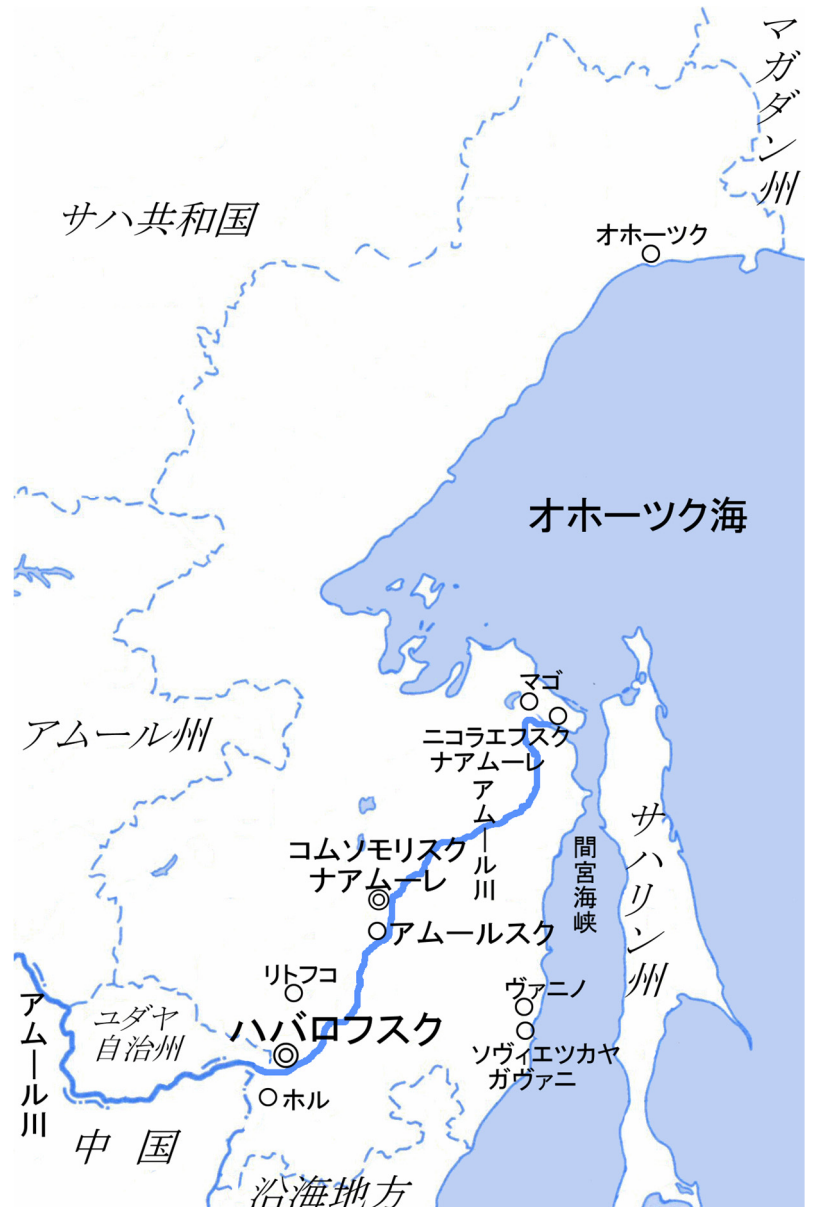 マガダン州
サハ共和国
オホーツク
オホーツク海
マゴ
アムール州
ニコラエフスク
ナアムーレ
アムール川
サハリン州
間宮海峡
コムソモリスク
ナアムーレ
アムールスク
リトフコ
ヴァニノ
アムール川
ユダヤ
自治州
ハバロフスク
ソヴィエツカヤ
ガヴァニ
ホル
中国
沿海地方